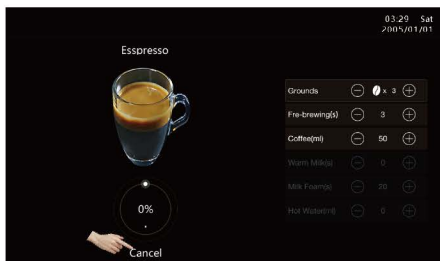 03:29 Sat
2005/01/01
Esspresso
Grounds x 3
Fre-brewing(s) 3
Coffee(ml) 50
Warm Milk(s) 0
Milk Foam(s) 20
Hot Water(ml) 0
0%
Cancel